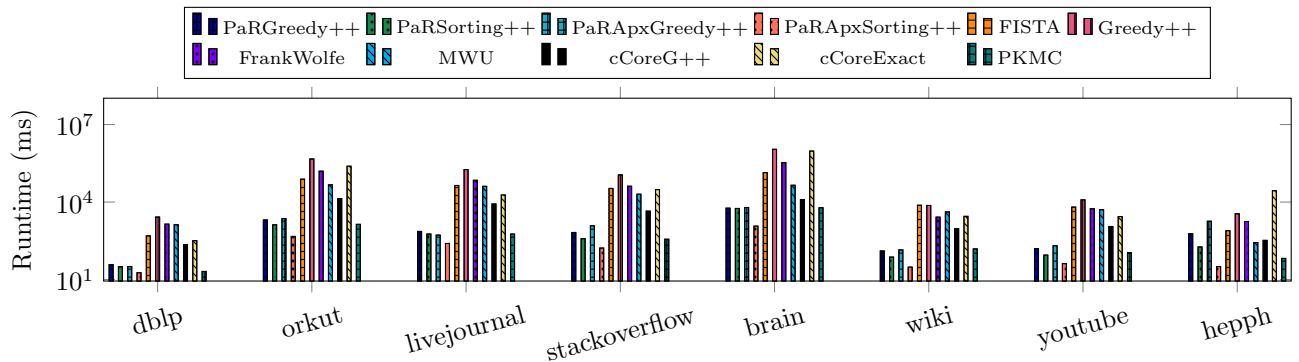 PaRGreedy++ PaRSorting++ PaRApxGreedy++ PaRApxSorting++ FISTA Greedy++
FrankWolfe MWU cCoreG++ cCoreExact PKMC
Runtime (ms)
10^7
10^4
10^1
dblp orkut livejournal stackoverflow brain wiki youtube hepph